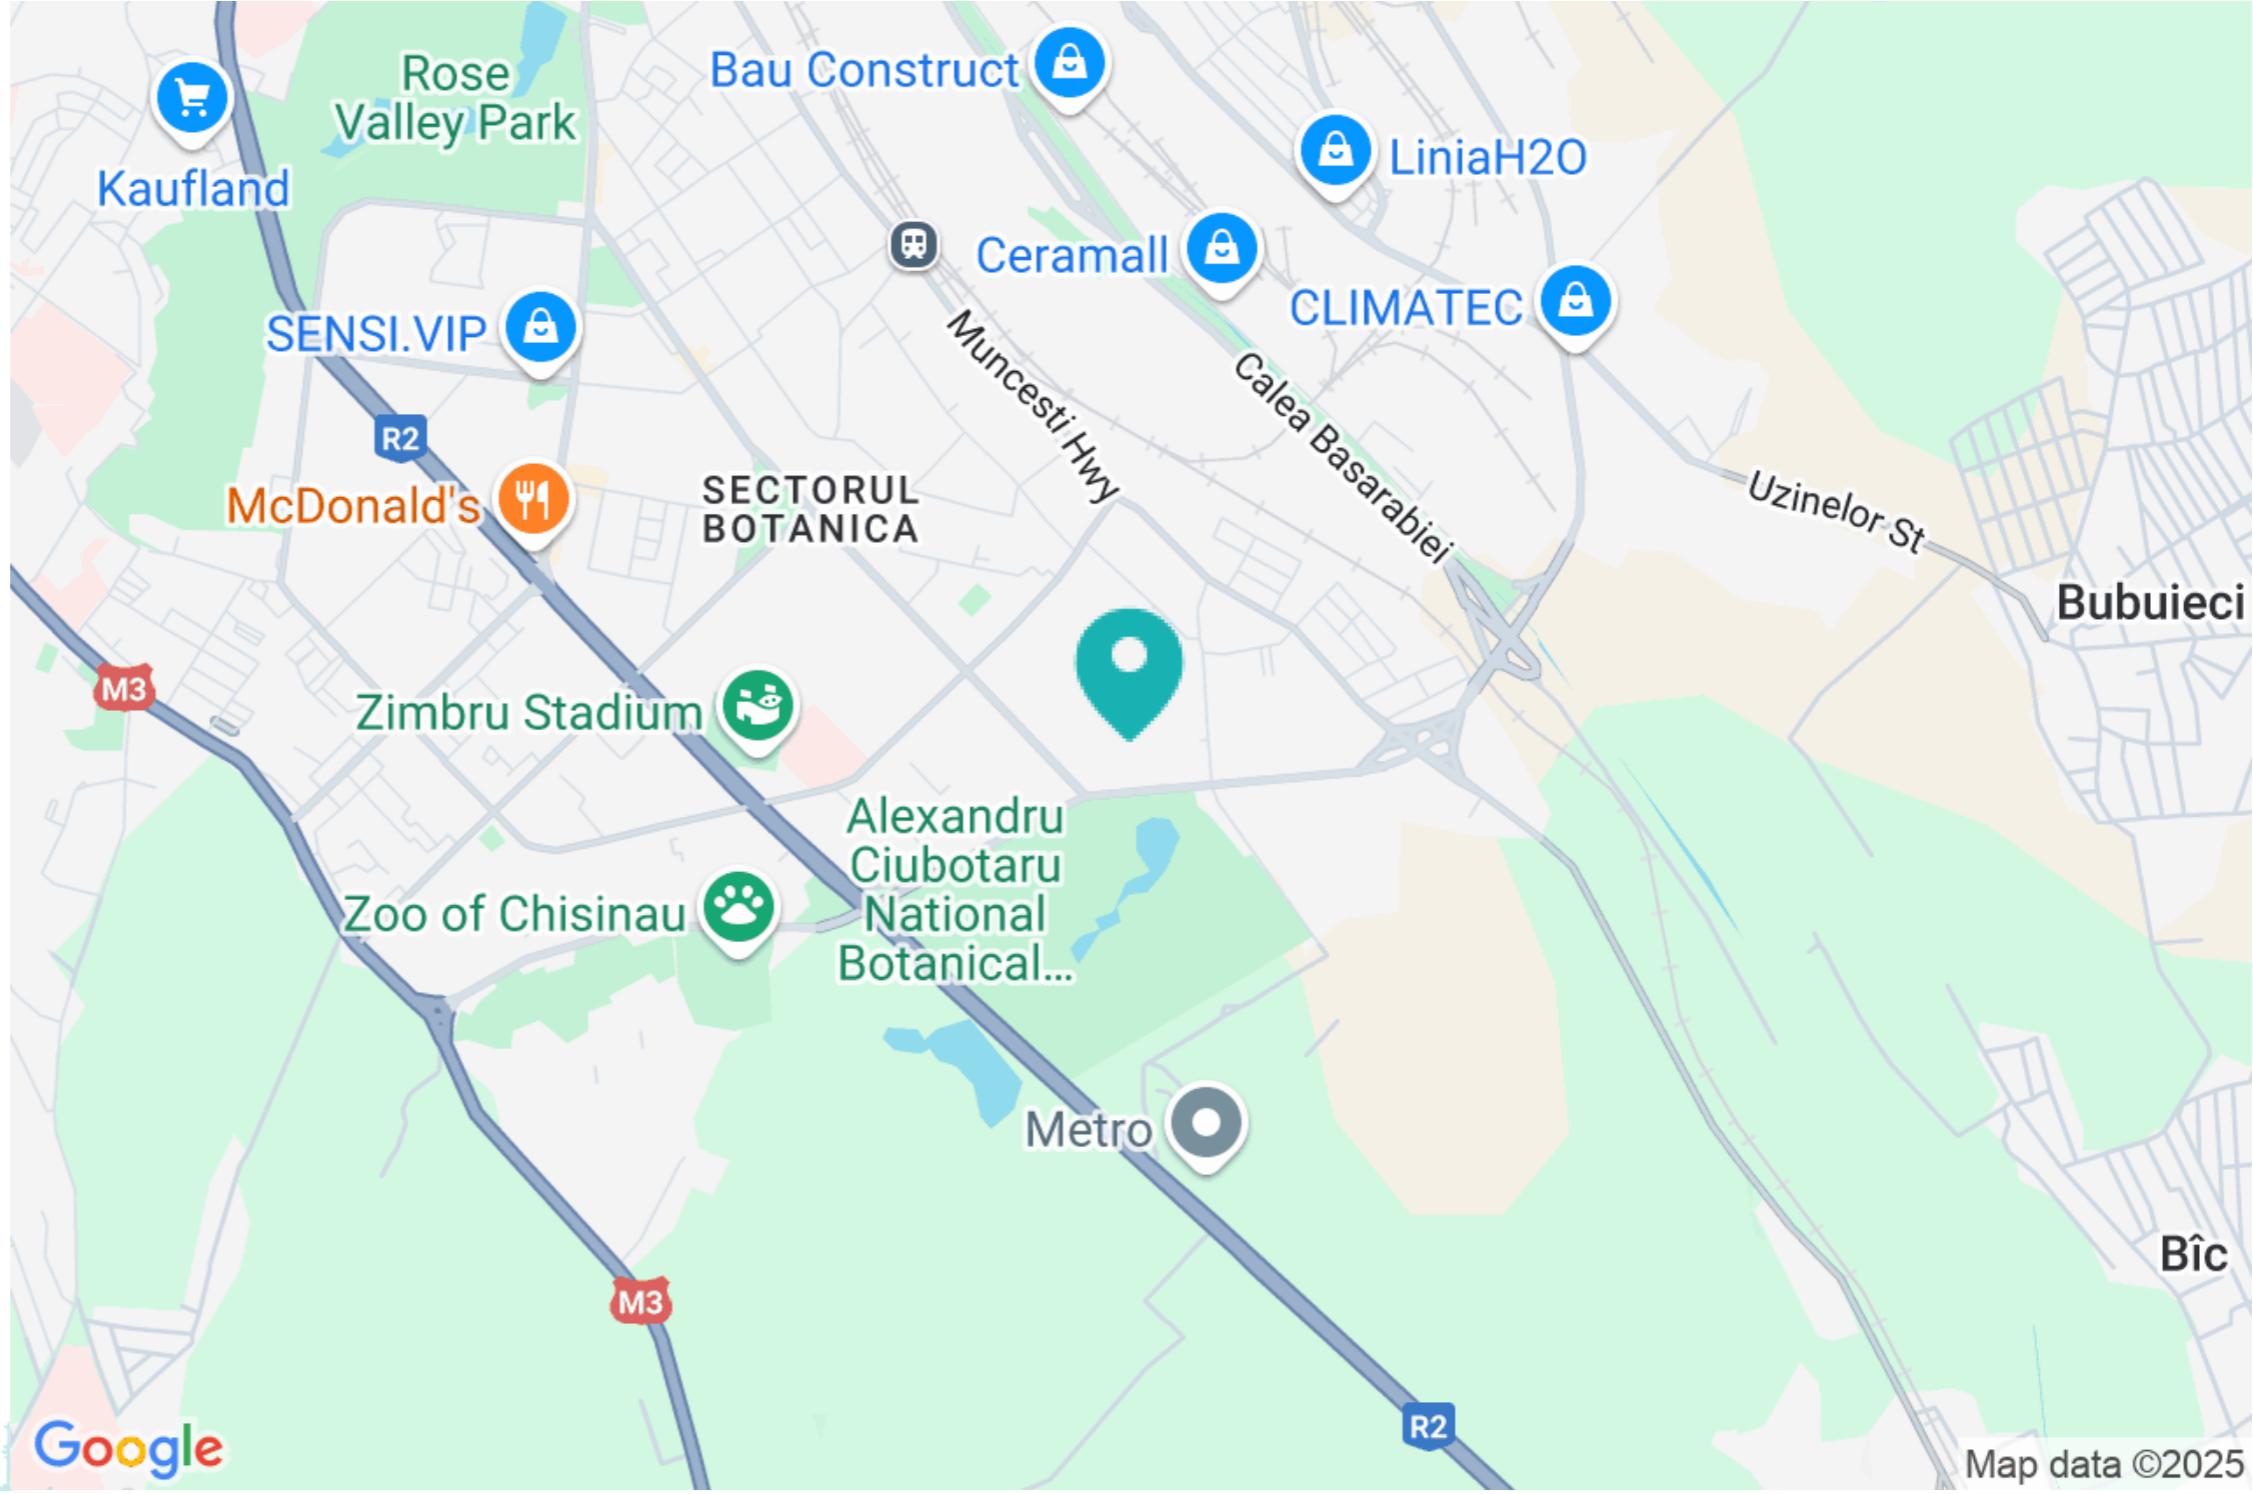 Rose
Valley Park
Bau Construct
Kaufland
LiniaH2O
Ceramall
CLIMATEC
SENSI.VIP
Muncesti Hwy
Calea Basarabiei
R2
McDonald's
SECTORUL
BOTANICA
Uzinelor St
Bubuieci
M3
Zimbru Stadium
Alexandru
Ciubotaru
National
Botanical...
Zoo of Chisinau
Metro
Bîc
M3
R2
Google
Map data ©2025